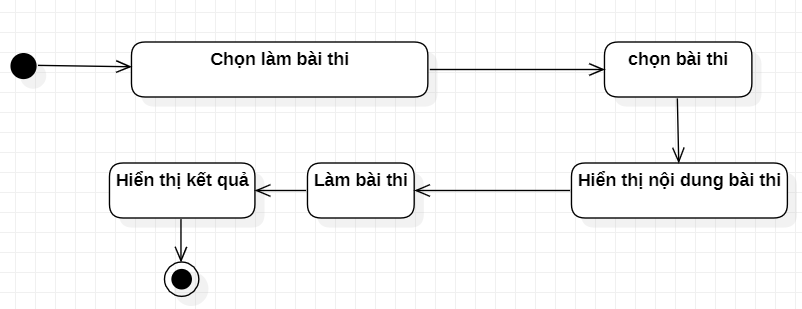 Chọn làm bài thi
chọn bài thi
Hiển thị nội dung bài thi
Làm bài thi
Hiển thị kết quả